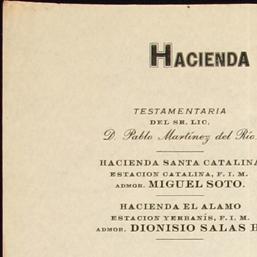 HACIENDA
TESTAMENTARIA
DEL SR. LIC.
D. Pablo Martínez del Río.
HACIENDA SANTA CATALINA
ESTACION CATALINA, F. I. M.
ADMOR. MIGUEL SOTO.
HACIENDA EL ALAMO
ESTACION YERBANÍS, F. I. M.
ADMOR. DIONISIO SALAS